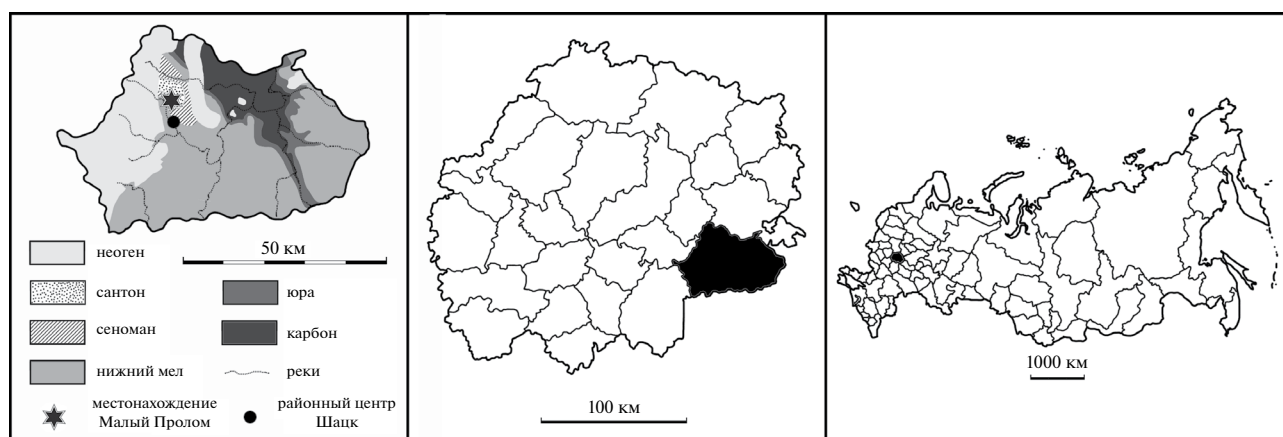 50 км
неоген
сантон
юра
сеноман
карбон
нижний мел
реки
местонахождение
Малый Пролом
районный центр
Шацк
100 км
1000 км